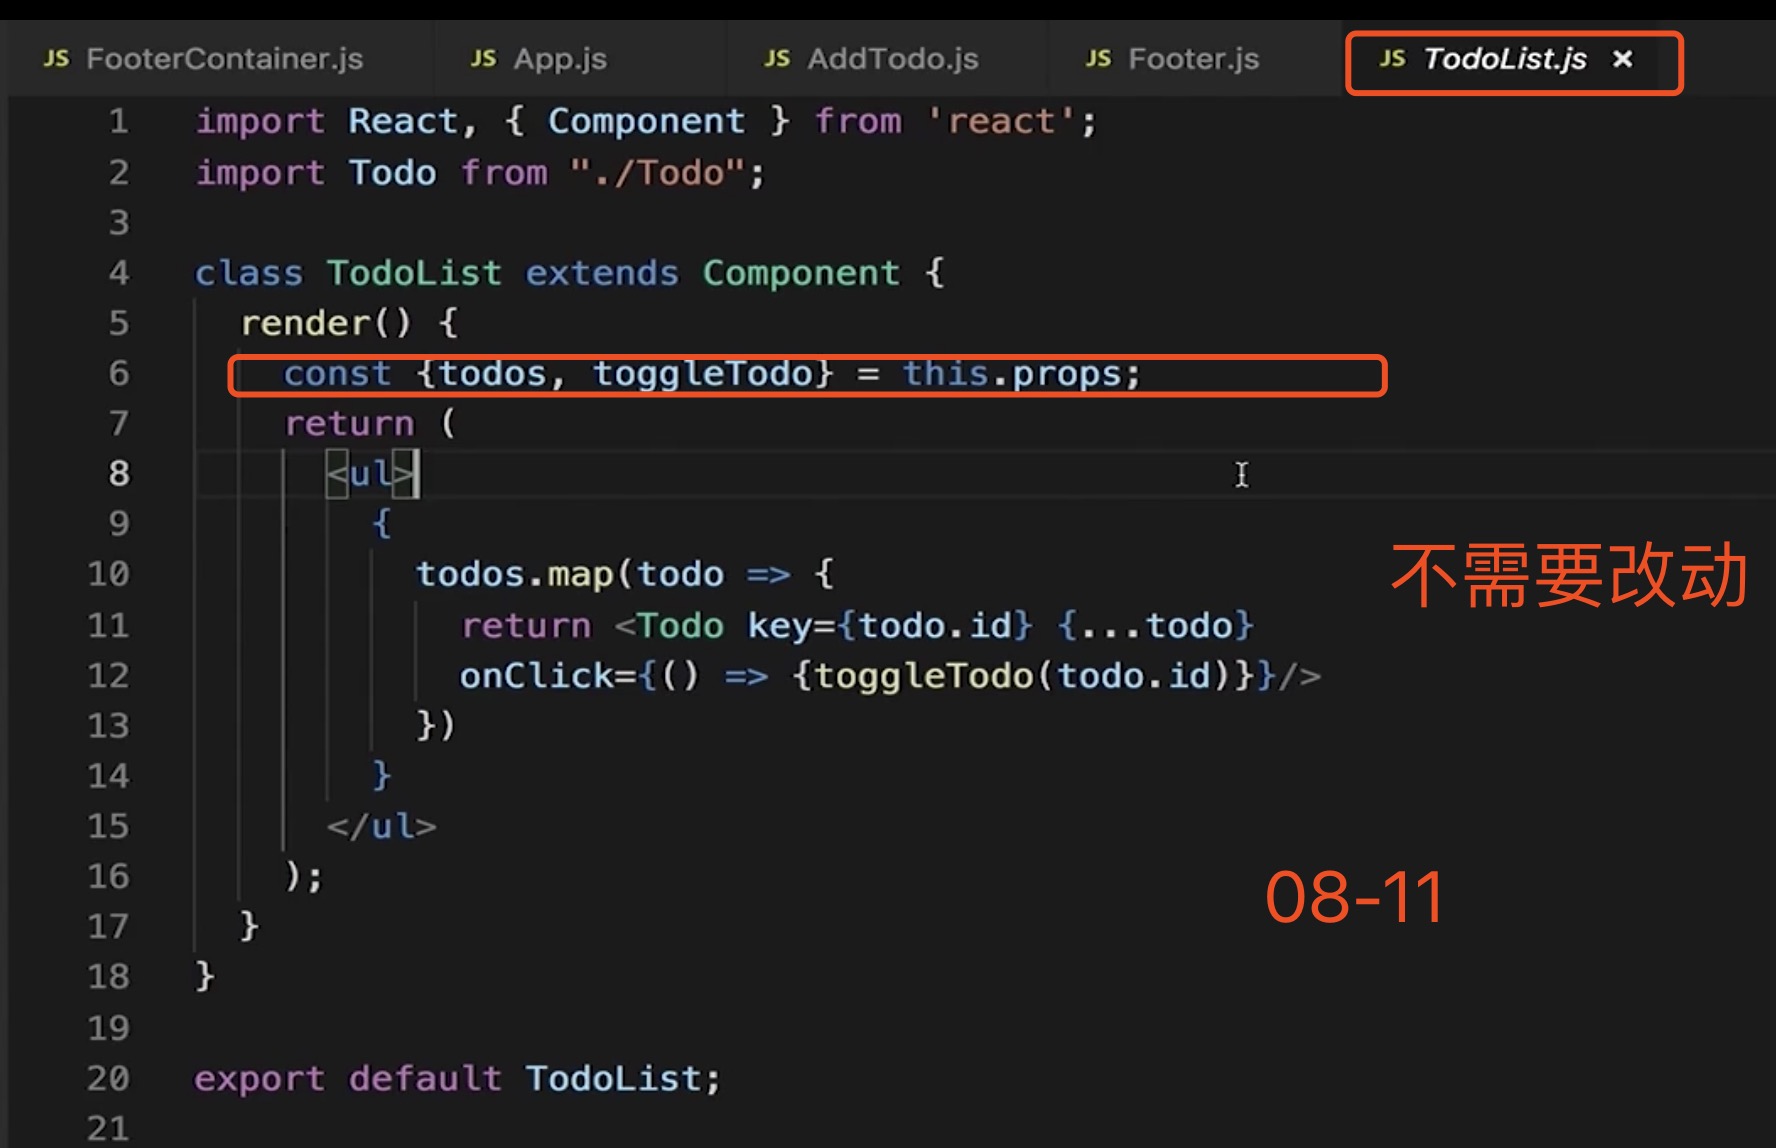 JS FooterContainer.js JS App.js JS AddTodo.js JS Footer.js JS TodoList.js ×
1 import React, { Component } from 'react';
2 import Todo from "./Todo";
3
4 class TodoList extends Component {
5 render() {
6 const {todos, toggleTodo} = this.props;
7 return (
8 <ul>
9 {
10 todos.map(todo => {
11 return <Todo key={todo.id} {...todo}
12 onClick={() => {toggleTodo(todo.id)}}/>
13 })
14 }
15 </ul>
16 );
17 }
18 }
19
20 export default TodoList;
21
不需要改动
08-11